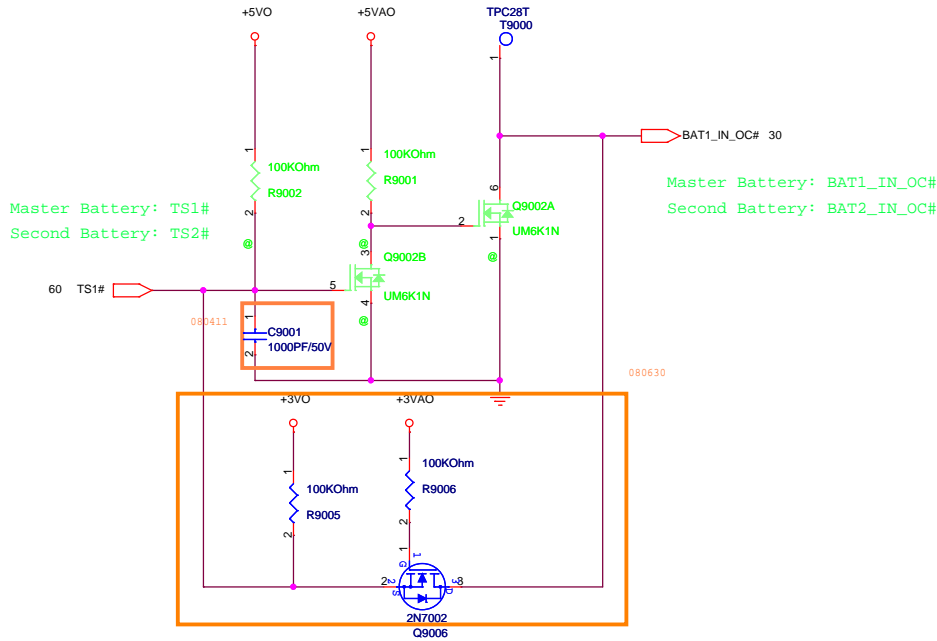 TPC28T
+5VO
+5VAO
T9000
1
BAT1_IN_OC# 30
1
100KOhm
R9002
2
1
100KOhm
R9001
2
Master Battery: TS1#
Second Battery: TS2#
Master Battery: BAT1_IN_OC#
Second Battery: BAT2_IN_OC#
6
Q9002A
2
UM6K1N
1
@
@
@
3
Q9002B
5
UM6K1N
4
@
60 TS1#
080411
1
C9001
1000PF/50V
2
080630
+3VO
+3VAO
1
100KOhm
R9005
2
1
100KOhm
R9006
2
1
1
G
2
2
S
3
D
8
2N7002
Q9006